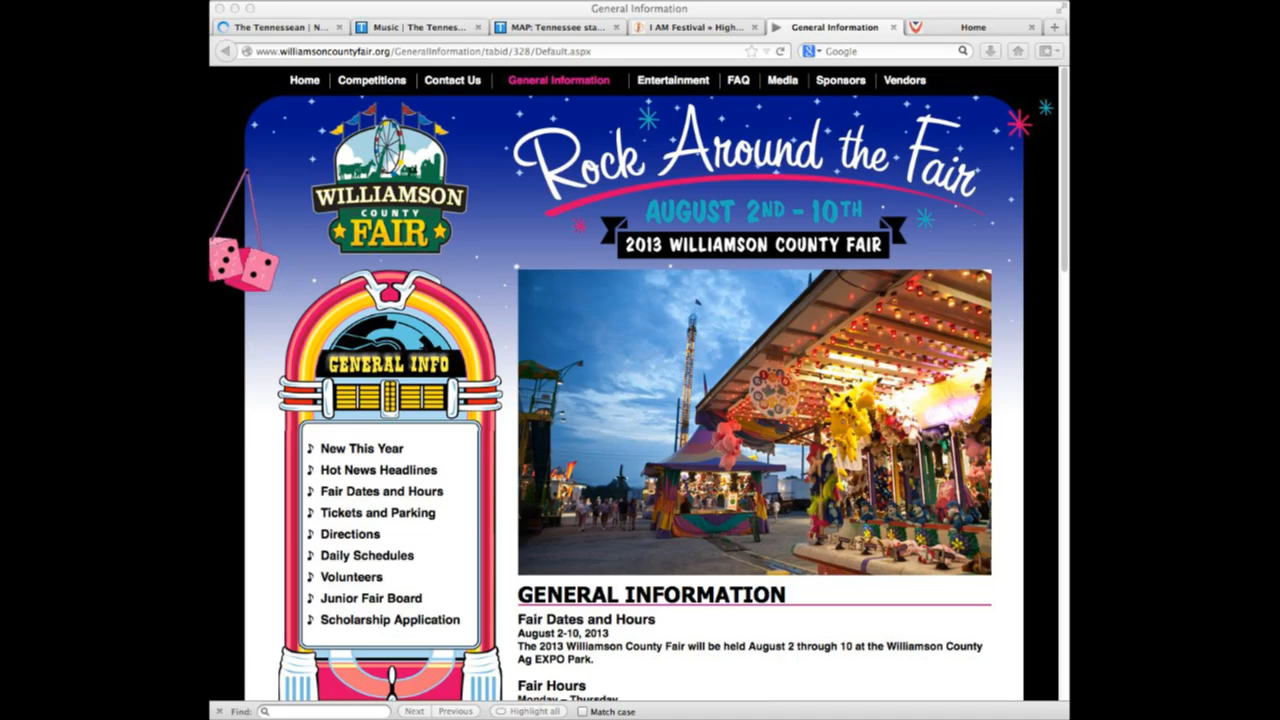 General Information
The Tennessean | N...
Music | The Tennes...
MAP: Tennessee sta...
I AM Festival » High...
General Information
Home
www.williamsoncountyfair.org/GeneralInformation/tabid/328/Default.aspx
Google
Home
Competitions
Contact Us
General Information
Entertainment
FAQ
Media
Sponsors
Vendors
WILLIAMSON
COUNTY
FAIR
Rock Around the Fair
AUGUST 2ND - 10TH
2013 WILLIAMSON COUNTY FAIR
GENERAL INFO
New This Year
Hot News Headlines
Fair Dates and Hours
Tickets and Parking
Directions
Daily Schedules
Volunteers
Junior Fair Board
Scholarship Application
GENERAL INFORMATION
Fair Dates and Hours
August 2-10, 2013
The 2013 Williamson County Fair will be held August 2 through 10 at the Williamson County
Ag EXPO Park.
Fair Hours
Monday – Thursday
Find:
Next
Previous
Highlight all
Match case